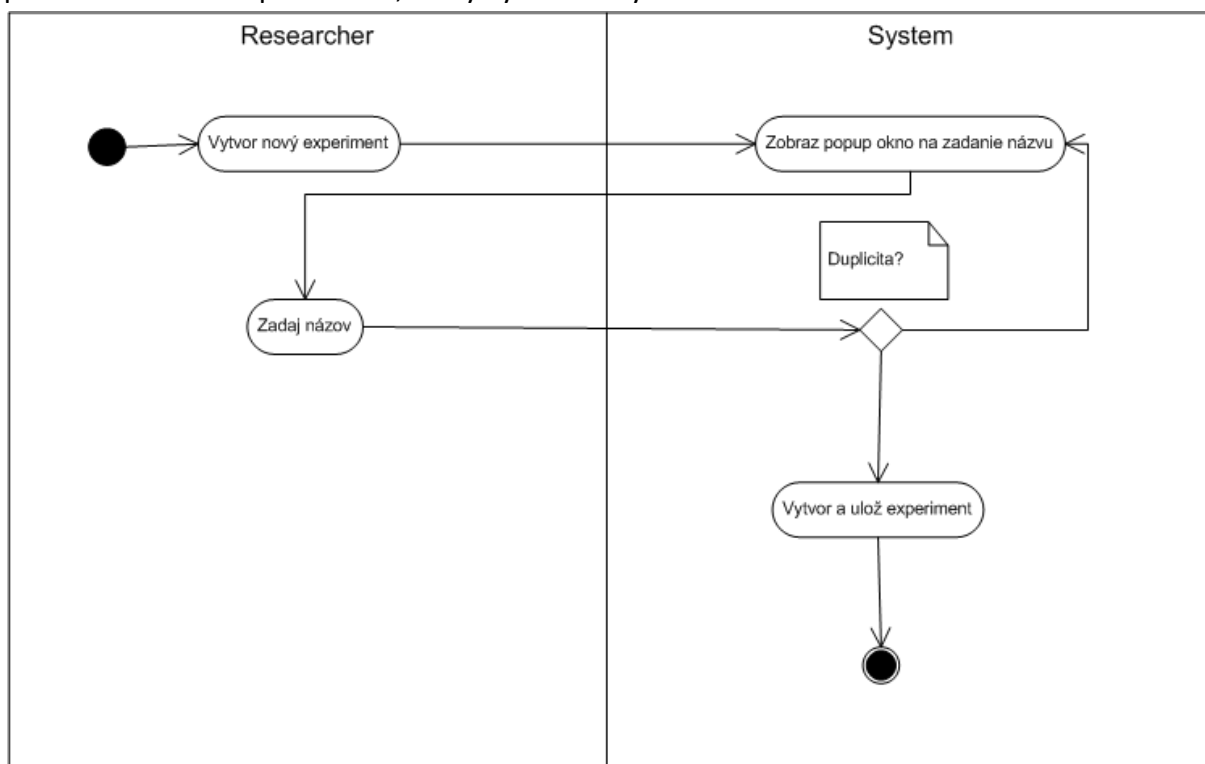 Researcher
System
Vytvor nový experiment
Zobraz popup okno na zadanie názvu
Duplicita?
Zadaj názov
Vytvor a ulož experiment